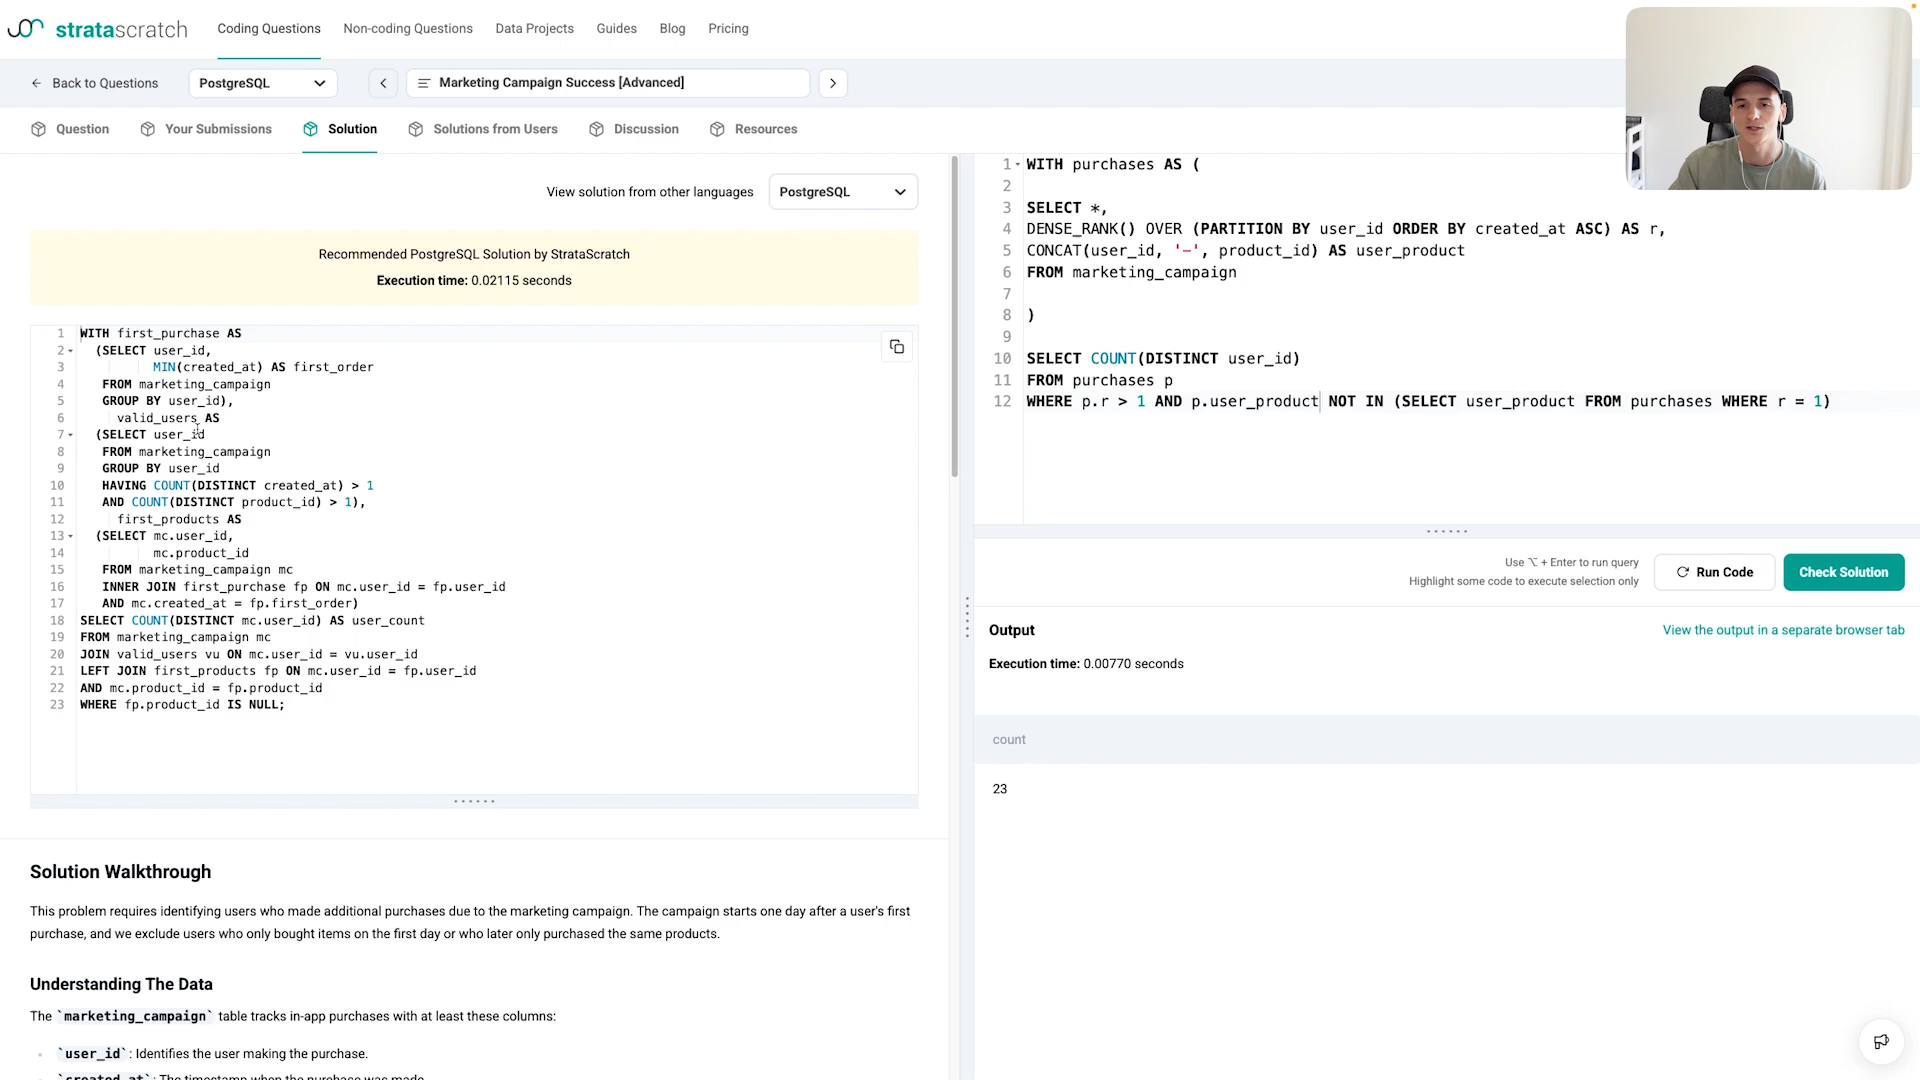 stratascratch
Coding Questions
Non-coding Questions
Data Projects
Guides
Blog
Pricing
Back to Questions
PostgreSQL
Marketing Campaign Success [Advanced]
Question
Your Submissions
Solution
Solutions from Users
Discussion
Resources
View solution from other languages
PostgreSQL
Recommended PostgreSQL Solution by StrataScratch
Execution time: 0.02115 seconds
1 WITH first_purchase AS
2 (SELECT user_id,
3 MIN(created_at) AS first_order
4 FROM marketing_campaign
5 GROUP BY user_id),
6 valid_users AS
7 (SELECT user_id
8 FROM marketing_campaign
9 GROUP BY user_id
10 HAVING COUNT(DISTINCT created_at) > 1
11 AND COUNT(DISTINCT product_id) > 1),
12 first_products AS
13 (SELECT mc.user_id,
14 mc.product_id
15 FROM marketing_campaign mc
16 INNER JOIN first_purchase fp ON mc.user_id = fp.user_id
17 AND mc.created_at = fp.first_order)
18 SELECT COUNT(DISTINCT mc.user_id) AS user_count
19 FROM marketing_campaign mc
20 JOIN valid_users vu ON mc.user_id = vu.user_id
21 LEFT JOIN first_products fp ON mc.user_id = fp.user_id
22 AND mc.product_id = fp.product_id
23 WHERE fp.product_id IS NULL;
Solution Walkthrough
This problem requires identifying users who made additional purchases due to the marketing campaign. The campaign starts one day after a user's first
purchase, and we exclude users who only bought items on the first day or who later only purchased the same products.
Understanding The Data
The `marketing_campaign` table tracks in-app purchases with at least these columns:
`user_id`: Identifies the user making the purchase.
`created_at`: The timestamp when the purchase was made.
1 WITH purchases AS (
2
3 SELECT *,
4 DENSE_RANK() OVER (PARTITION BY user_id ORDER BY created_at ASC) AS r,
5 CONCAT(user_id, '-', product_id) AS user_product
6 FROM marketing_campaign
7
8 )
9
10 SELECT COUNT(DISTINCT user_id)
11 FROM purchases p
12 WHERE p.r > 1 AND p.user_product NOT IN (SELECT user_product FROM purchases WHERE r = 1)
Use ⌥ + Enter to run query
Highlight some code to execute selection only
Run Code
Check Solution
Output
View the output in a separate browser tab
Execution time: 0.00770 seconds
count
23